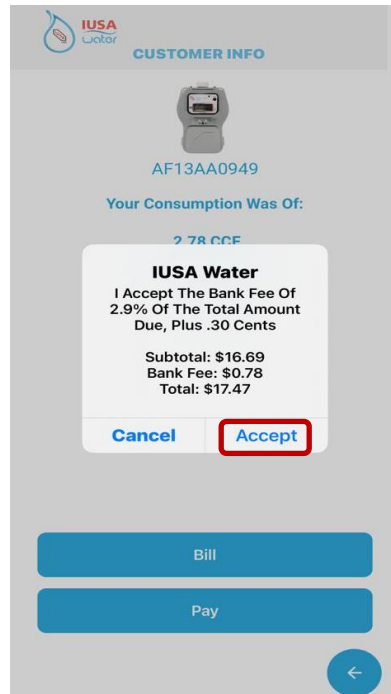 IUSA
water
CUSTOMER INFO
AF13AA0949
Your Consumption Was Of:
2.78 CCF
IUSA Water
I Accept The Bank Fee Of
2.9% Of The Total Amount
Due, Plus .30 Cents
Subtotal: $16.69
Bank Fee: $0.78
Total: $17.47
Cancel Accept
Bill
Pay